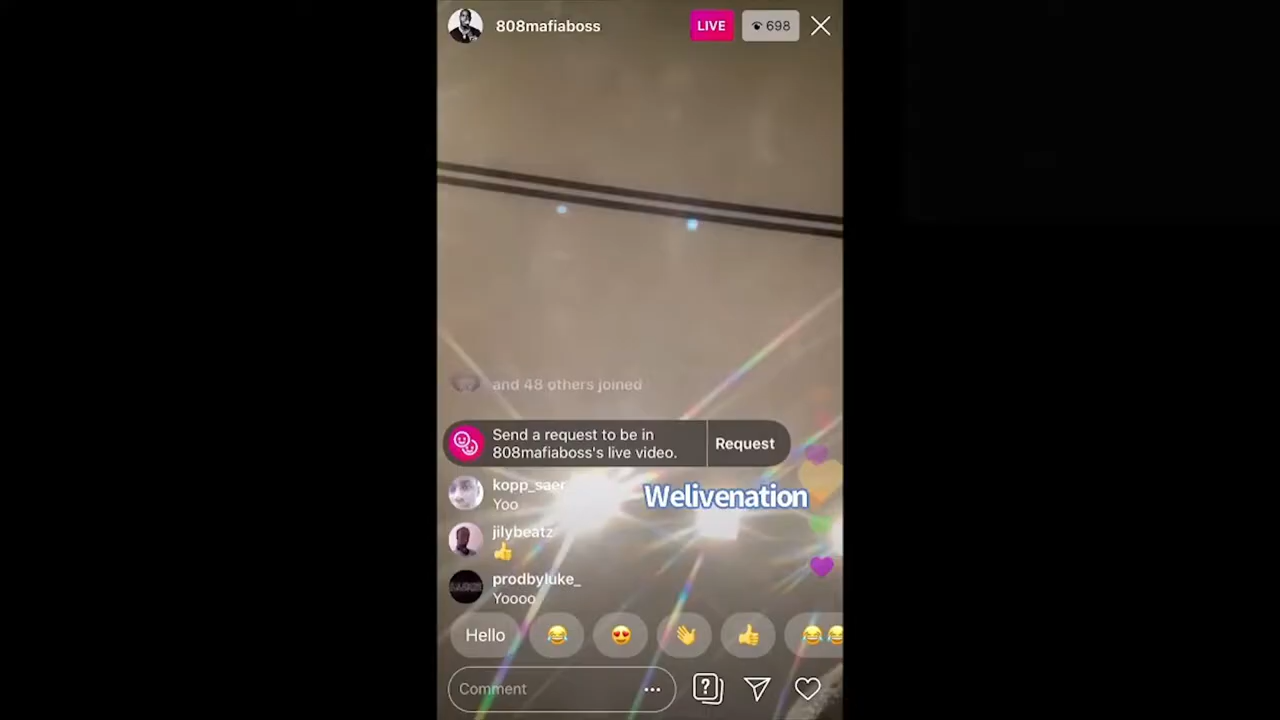 808mafiaboss
LIVE
698
and 48 others joined
Send a request to be in
808mafiaboss's live video.
Request
kopp_saer
Yoo
Welivenation
jilybeatz
👍
prodbyluke_
Yoooo
Hello 😂 😍 👋 👍 😂😂
Comment